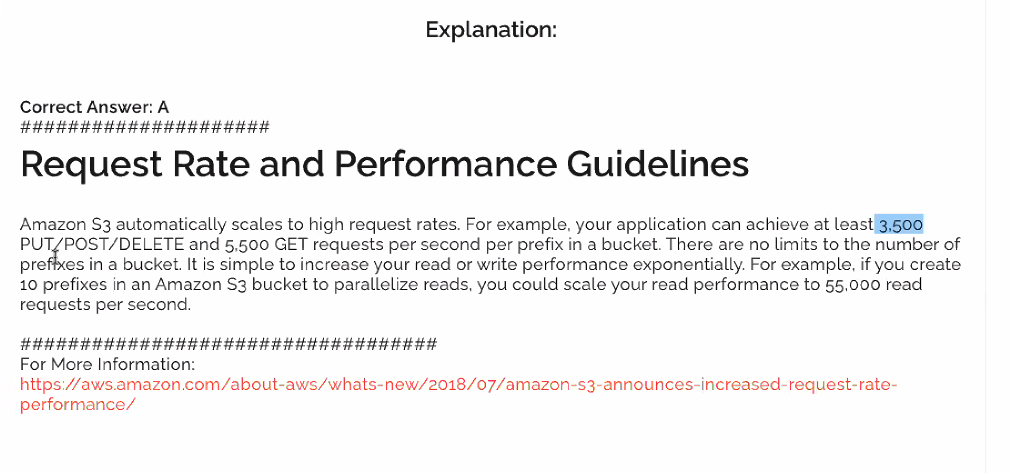 Explanation:
Correct Answer: A
#####################
Request Rate and Performance Guidelines
Amazon S3 automatically scales to high request rates. For example, your application can achieve at least 3,500
PUT/POST/DELETE and 5,500 GET requests per second per prefix in a bucket. There are no limits to the number of
prefixes in a bucket. It is simple to increase your read or write performance exponentially. For example, if you create
10 prefixes in an Amazon S3 bucket to parallelize reads, you could scale your read performance to 55,000 read
requests per second.
###################################
For More Information:
https://aws.amazon.com/about-aws/whats-new/2018/07/amazon-s3-announces-increased-request-rate-
performance/